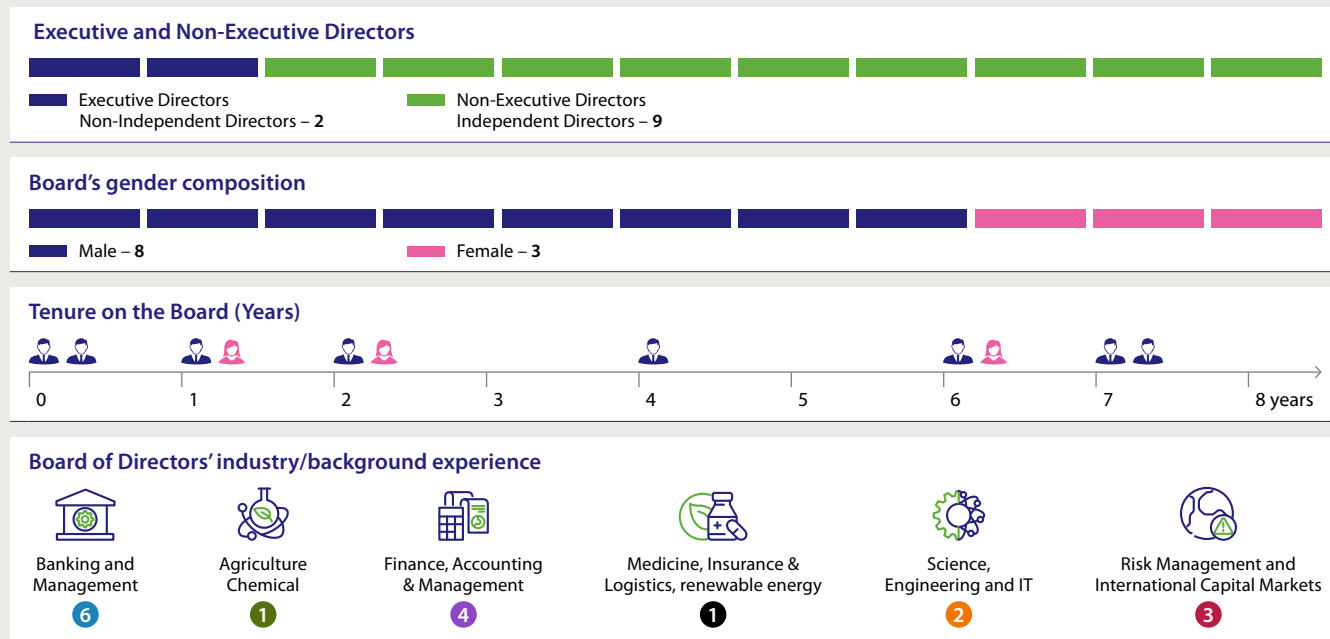 Executive and Non-Executive Directors
Executive Directors
Non-Independent Directors – 2
Non-Executive Directors
Independent Directors – 9
Board’s gender composition
Male – 8
Female – 3
Tenure on the Board (Years)
0 1 2 3 4 5 6 7 8 years
Board of Directors’ industry/background experience
Banking and
Management
6
Agriculture
Chemical
1
Finance, Accounting
& Management
4
Medicine, Insurance &
Logistics, renewable energy
1
Science,
Engineering and IT
2
Risk Management and
International Capital Markets
3